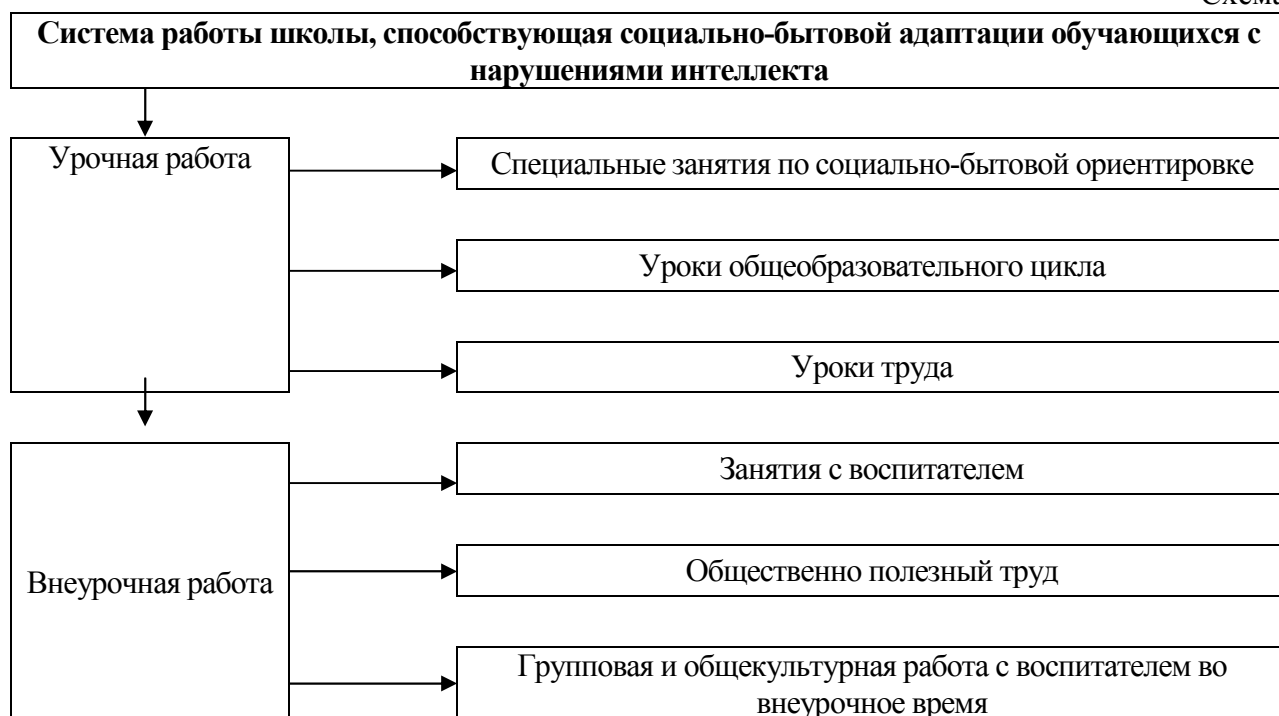 Схема
Система работы школы, способствующая социально-бытовой адаптации обучающихся с
нарушениями интеллекта
Урочная работа
Специальные занятия по социально-бытовой ориентировке
Уроки общеобразовательного цикла
Уроки труда
Внеурочная работа
Занятия с воспитателем
Общественно полезный труд
Групповая и общекультурная работа с воспитателем во
внеурочное время